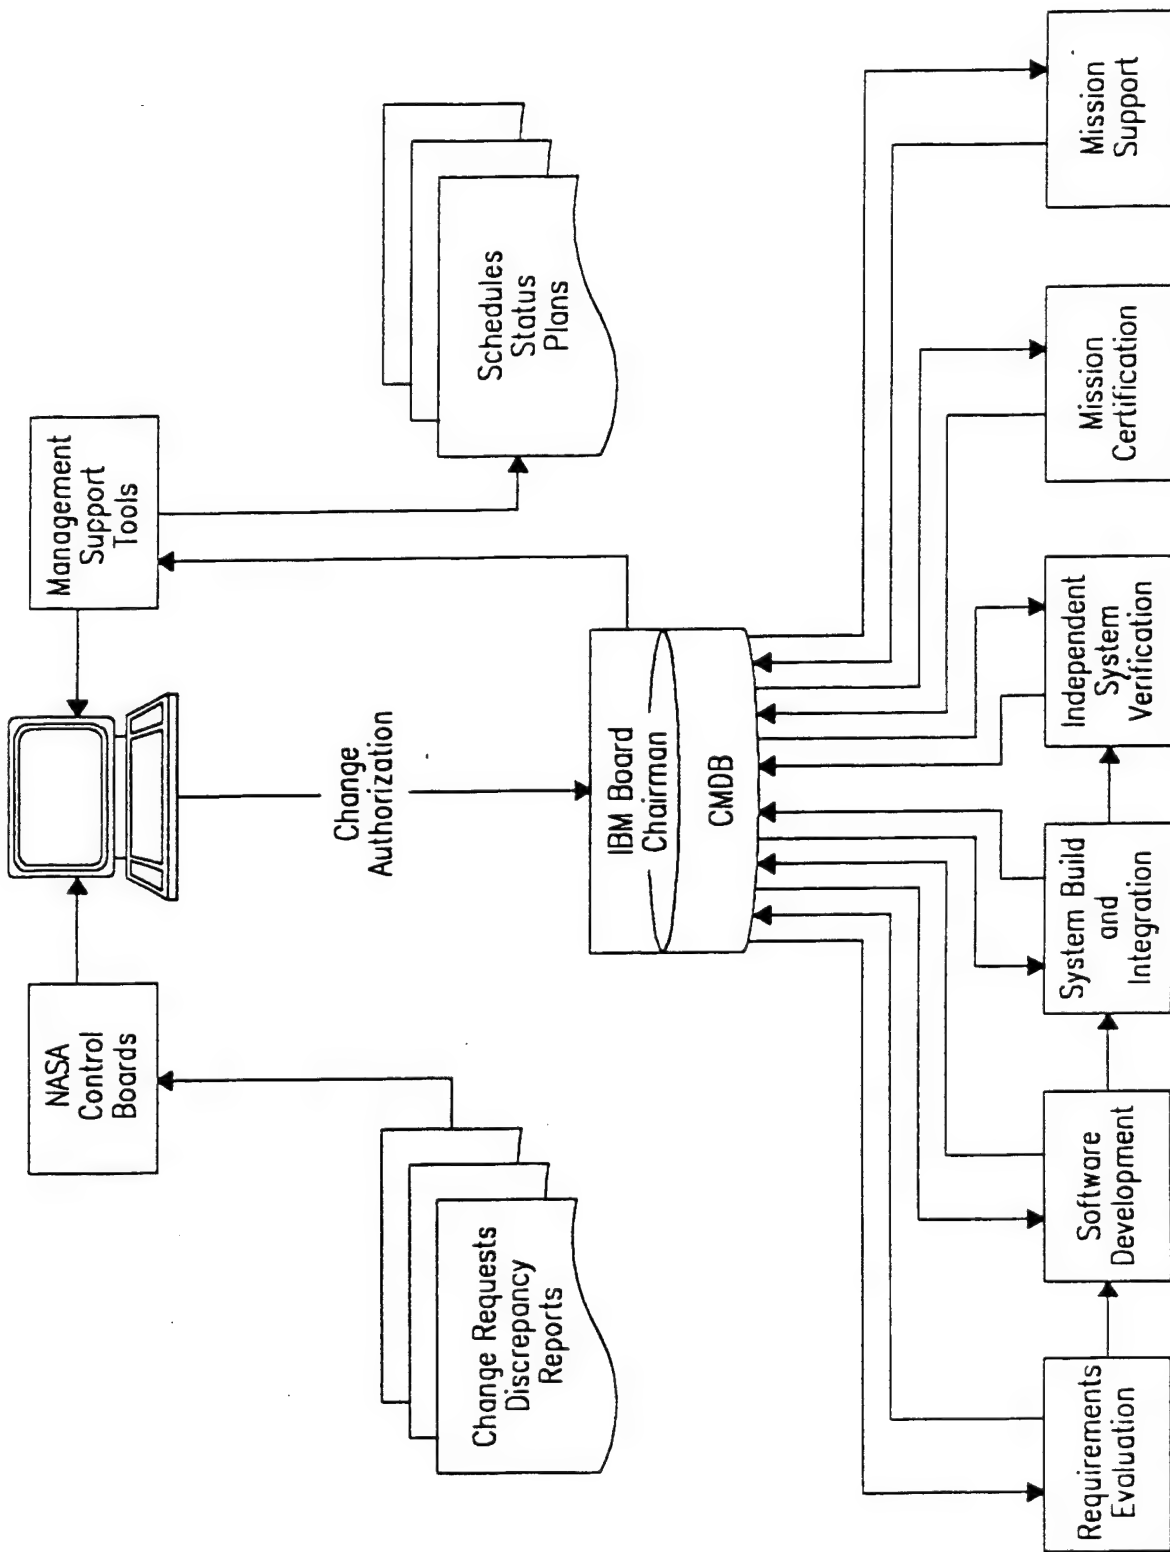 NASA
Control
Boards
Management
Support
Tools
Change
Authorization
Change Requests
Discrepancy
Reports
Schedules
Status
Plans
IBM Board
Chairman
CMDB
Requirements
Evaluation
Software
Development
System Build
and
Integration
Independent
System
Verification
Mission
Certification
Mission
Support